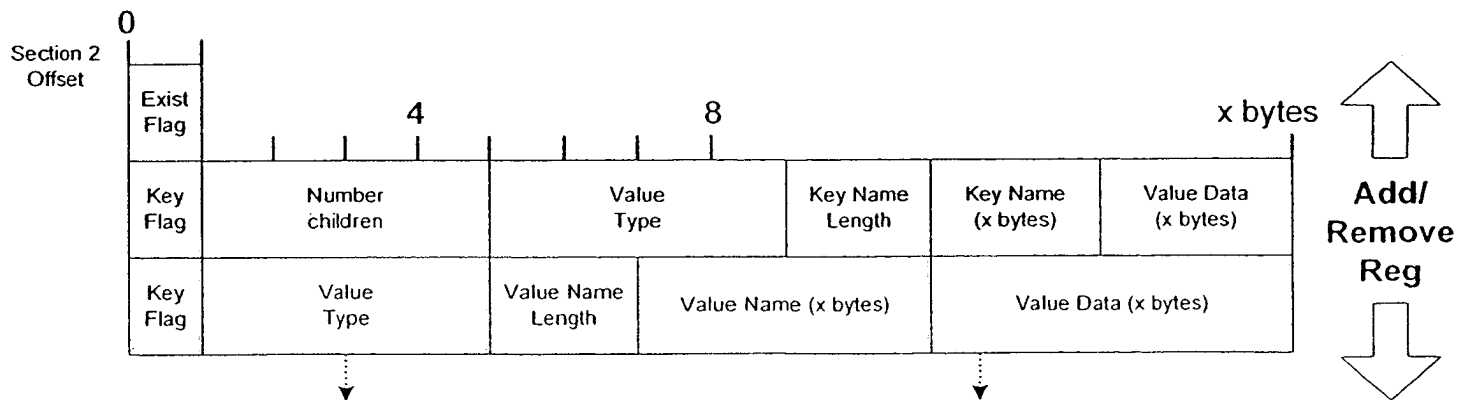 0
Section 2
Offset
Exist
Flag
4
8
x bytes
Key
Flag
Number
children
Value
Type
Key Name
Length
Key Name
(x bytes)
Value Data
(x bytes)
Key
Flag
Value
Type
Value Name
Length
Value Name (x bytes)
Value Data (x bytes)
Add/
Remove
Reg